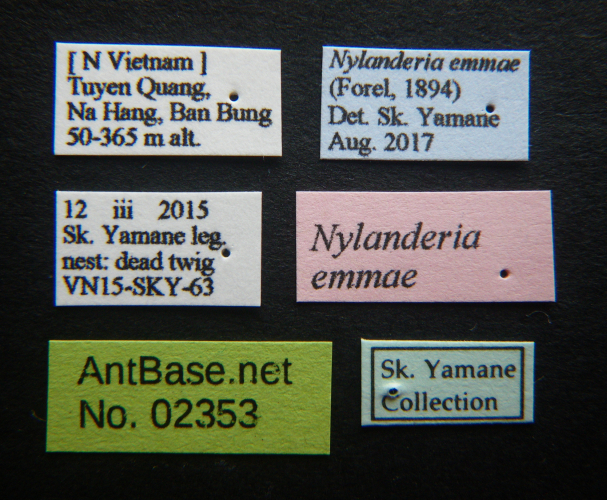 [ N Vietnam ]
Tuyen Quang,
Na Hang, Ban Bung
50-365 m alt.
Nylanderia emmae
(Forel, 1894)
Det. Sk. Yamane
Aug. 2017
12 iii 2015
Sk. Yamane leg.
nest: dead twig
VN15-SKY-63
Nylanderia
emmae
AntBase.net
No. 02353
Sk. Yamane
Collection